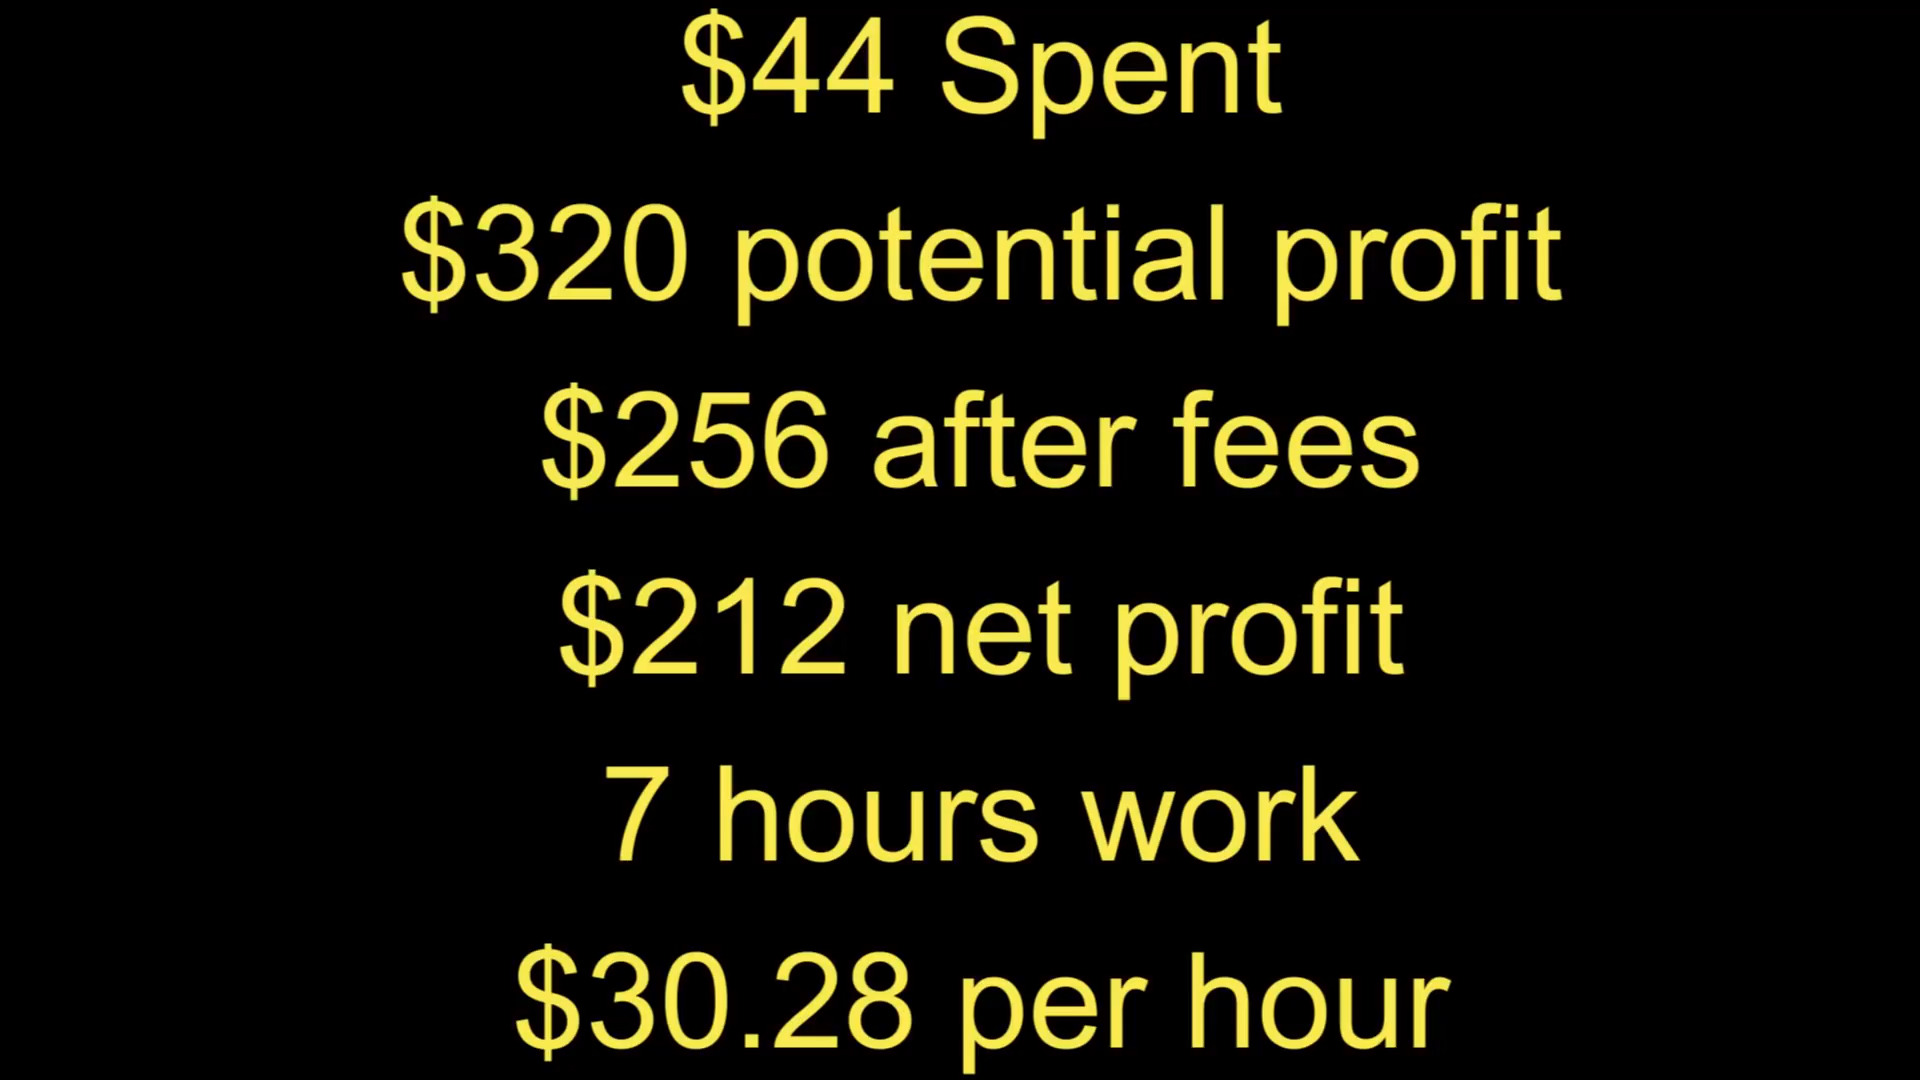 $44 Spent
$320 potential profit
$256 after fees
$212 net profit
7 hours work
$30.28 per hour